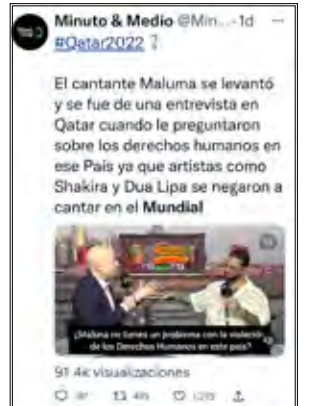 Minuto & Medio @Min... · 1d
#Qatar2022
El cantante Maluma se levantó
y se fue de una entrevista en
Qatar cuando le preguntaron
sobre los derechos humanos en
ese País ya que artistas como
Shakira y Dua Lipa se negaron a
cantar en el Mundial
¿Maluma no tienes un problema con la violación
de los Derechos Humanos en este país?
91.4k visualizaciones